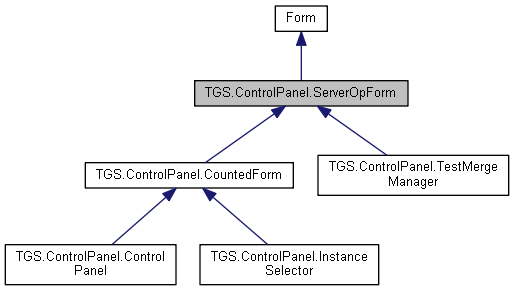 Form
TGS.ControlPanel.ServerOpForm
TGS.ControlPanel.CountedForm
TGS.ControlPanel.TestMerge
Manager
TGS.ControlPanel.Control
Panel
TGS.ControlPanel.Instance
Selector